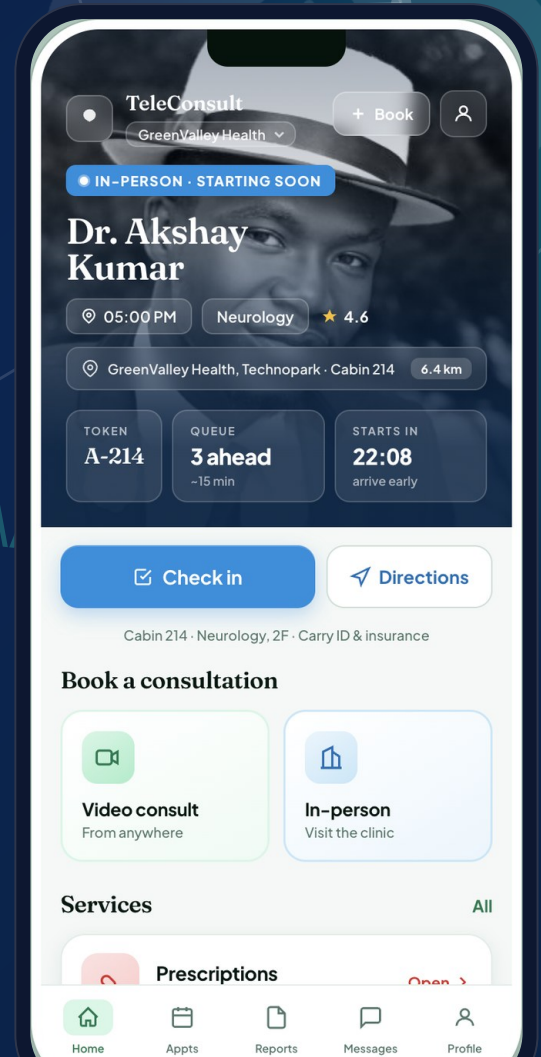 TeleConsult
GreenValley Health
+ Book
IN-PERSON · STARTING SOON
Dr. Akshay
Kumar
05:00 PM
Neurology
★ 4.6
GreenValley Health, Technopark · Cabin 214
6.4 km
TOKEN
A-214
QUEUE
3 ahead
~15 min
STARTS IN
22:08
arrive early
Check in
Directions
Cabin 214 · Neurology, 2F · Carry ID & insurance
Book a consultation
Video consult
From anywhere
In-person
Visit the clinic
Services
All
Prescriptions
Open
Home
Appts
Reports
Messages
Profile